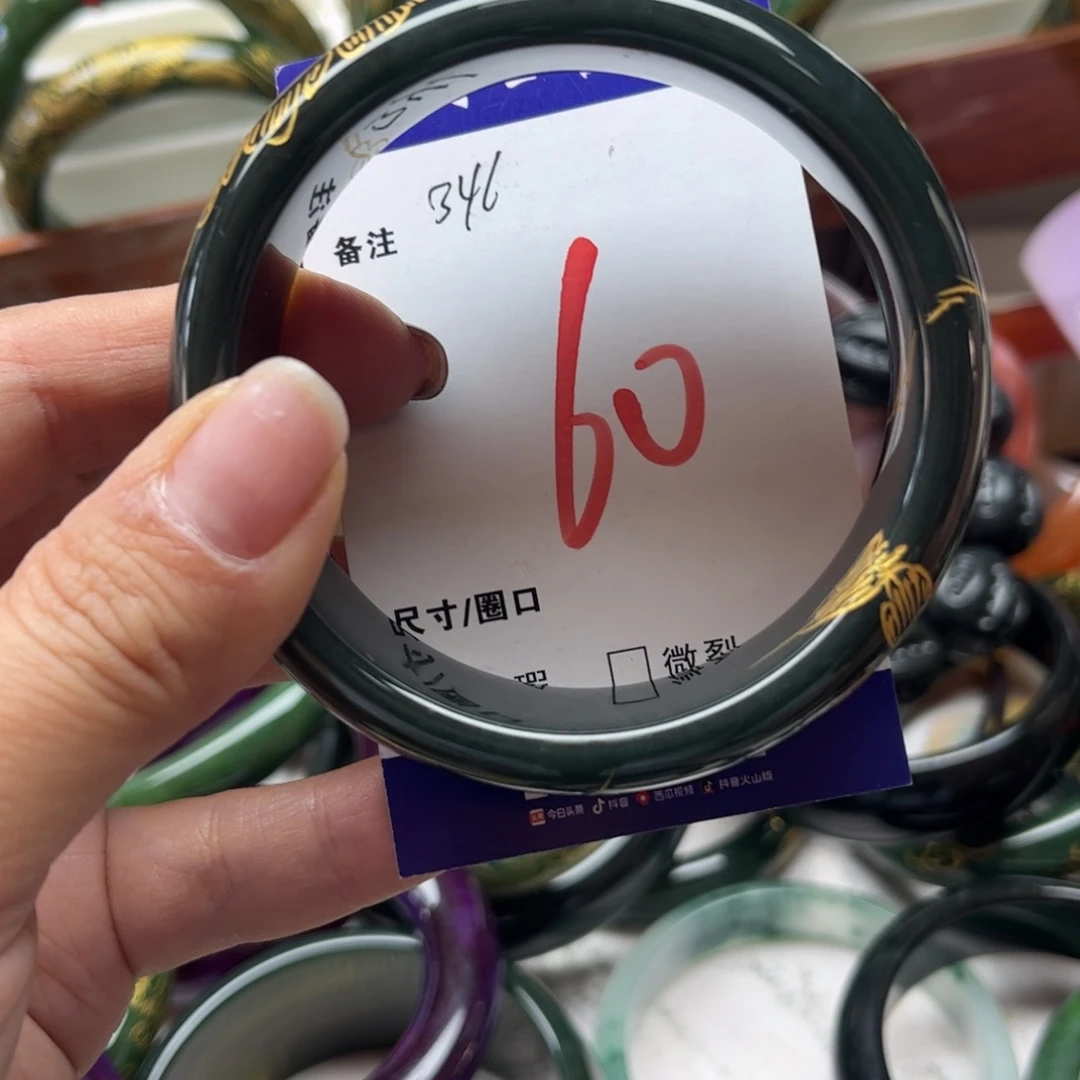 346
备注
60
尺寸/圈口
瑕 微裂
今日头条 抖音 西瓜视频 抖音火山版